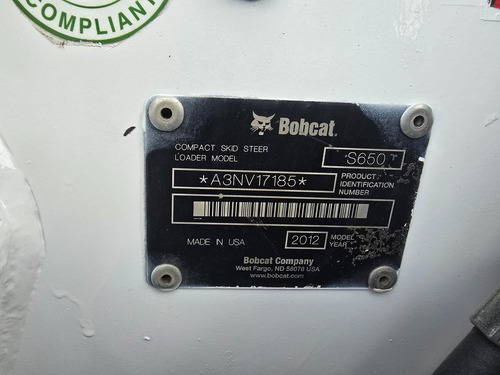 COMPLIANT
Bobcat.
COMPACT SKID STEER
LOADER MODEL
S650
*A3NV17185*
PRODUCT
IDENTIFICATION
NUMBER
MADE IN USA
2012
MODEL
YEAR
Bobcat Company
West Fargo, ND 58078 USA
www.bobcat.com